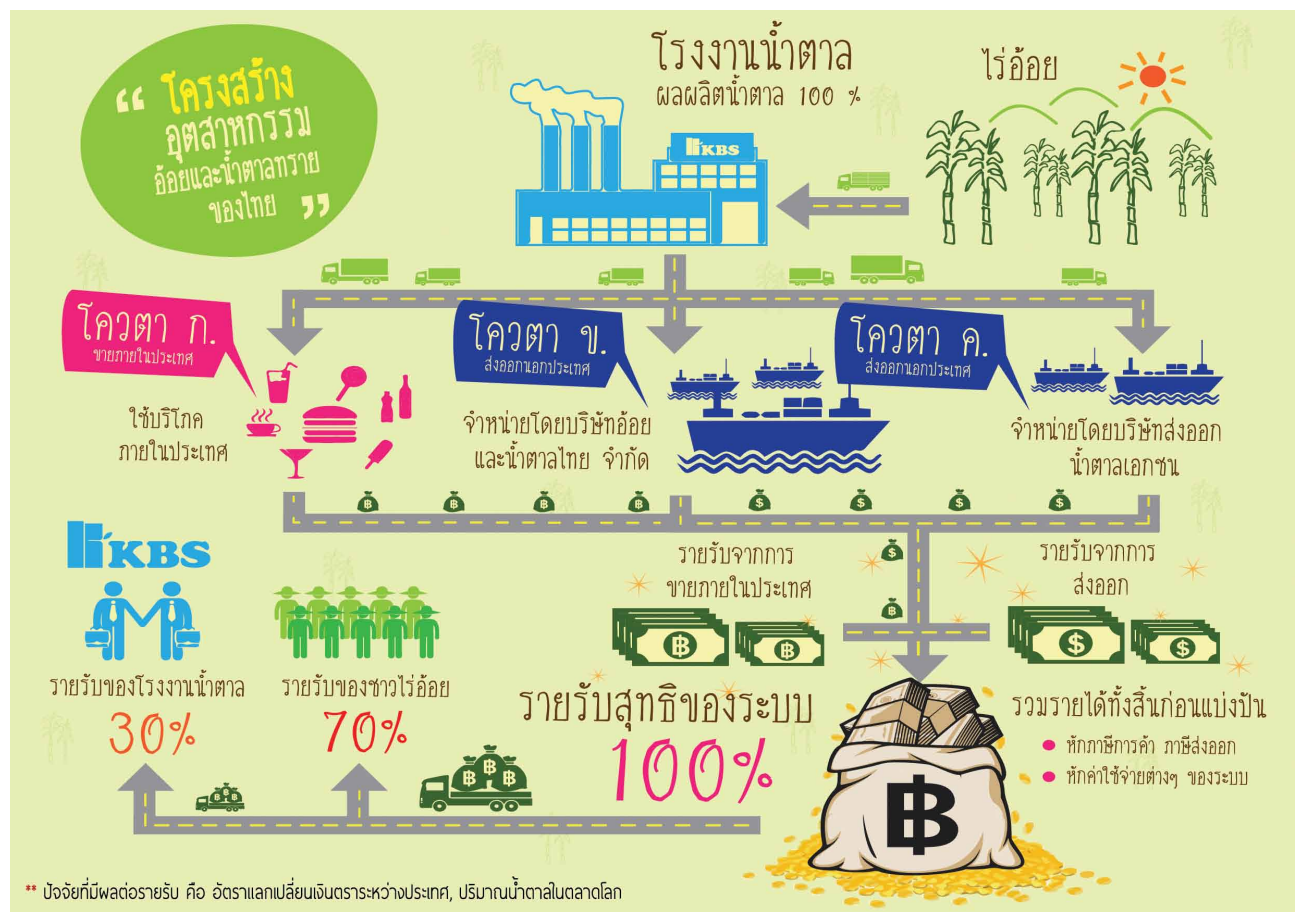 “ โครงสร้าง
อุตสาหกรรม
อ้อยและน้ำตาลทราย
ของไทย ”
โรงงานน้ำตาล
ผลผลิตน้ำตาล 100 %
ไร่อ้อย
KBS
โควตา ก.
ขายภายในประเทศ
ใช้บริโภค
ภายในประเทศ
โควตา ข.
ส่งออกนอกประเทศ
จำหน่ายโดยบริษัทอ้อย
และน้ำตาลไทย จำกัด
โควตา ค.
ส่งออกนอกประเทศ
จำหน่ายโดยบริษัทส่งออก
น้ำตาลเอกชน
รายรับจากการ
ขายภายในประเทศ
รายรับจากการ
ส่งออก
KBS
รายรับของโรงงานน้ำตาล
30%
รายรับของชาวไร่อ้อย
70%
รายรับสุทธิของระบบ
100%
รวมรายได้ทั้งสิ้นก่อนแบ่งปัน
• หักภาษีการค้า ภาษีส่งออก
• หักค่าใช้จ่ายต่างๆ ของระบบ
** ปัจจัยที่มีผลต่อรายรับ คือ อัตราแลกเปลี่ยนเงินตราระหว่างประเทศ, ปริมาณน้ำตาลในตลาดโลก